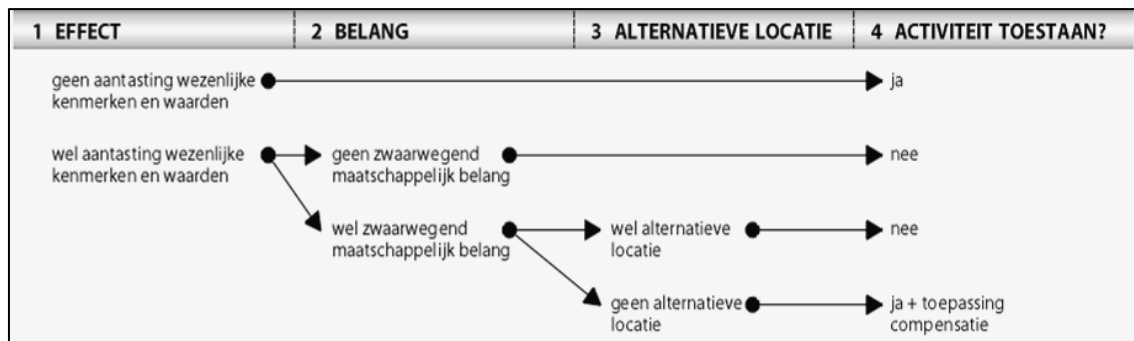 1 EFFECT 2 BELANG 3 ALTERNATIEVE LOCATIE 4 ACTIVITEIT TOESTAAN?
geen aantasting wezenlijke
kenmerken en waarden
ja
wel aantasting wezenlijke
kenmerken en waarden
geen zwaarwegend
maatschappelijk belang
nee
wel zwaarwegend
maatschappelijk belang
wel alternatieve
locatie
nee
geen alternatieve
locatie
ja + toepassing
compensatie